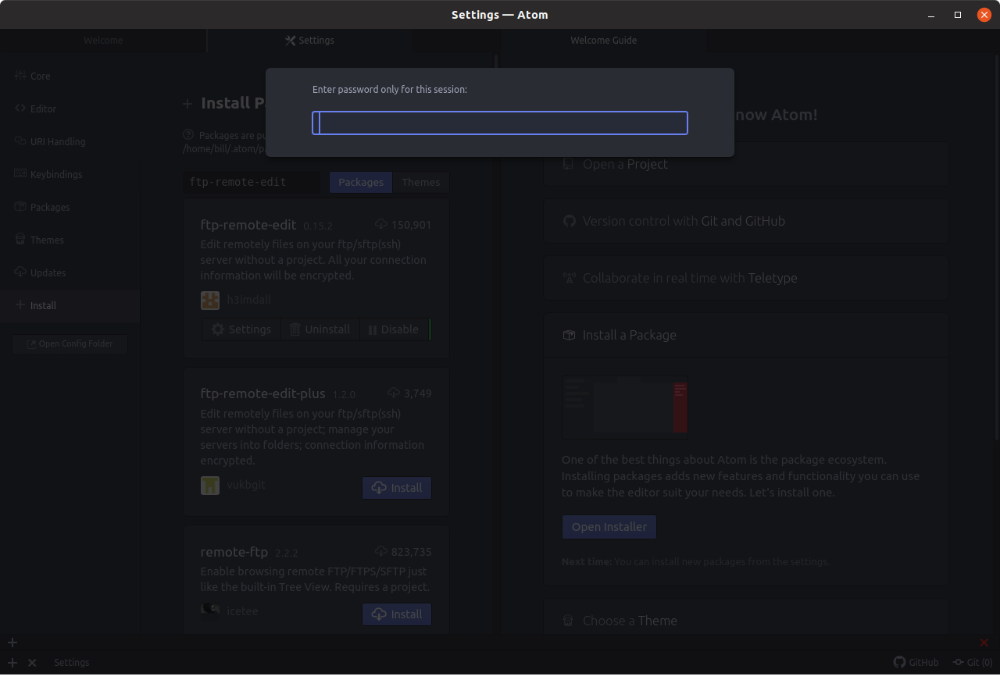 Settings — Atom
Welcome
Settings
Welcome Guide
Enter password only for this session:
Core
Editor
URI Handling
Keybindings
Packages
Themes
Updates
Install
Open Config Folder
Install P
Packages are pu
/home/bill/.atom/pa
ftp-remote-edit
Packages
Themes
ftp-remote-edit 0.15.2 150,901
Edit remotely files on your ftp/sftp(ssh)
server without a project. All your connection
information will be encrypted.
h3imdall
Settings
Uninstall
Disable
ftp-remote-edit-plus 1.2.0 3,749
Edit remotely files on your ftp/sftp(ssh)
server without a project; manage your
servers into folders; connection information
encrypted.
vukbgit
Install
remote-ftp 2.2.2 823,735
Enable browsing remote FTP/FTPS/SFTP just
like the built-in Tree View. Requires a project.
icetee
Install
now Atom!
Open a Project
Version control with Git and GitHub
Collaborate in real time with Teletype
Install a Package
One of the best things about Atom is the package ecosystem.
Installing packages adds new features and functionality you can use
to make the editor suit your needs. Let's install one.
Open Installer
Next time: You can install new packages from the settings.
Choose a Theme
Settings
GitHub
Git (0)